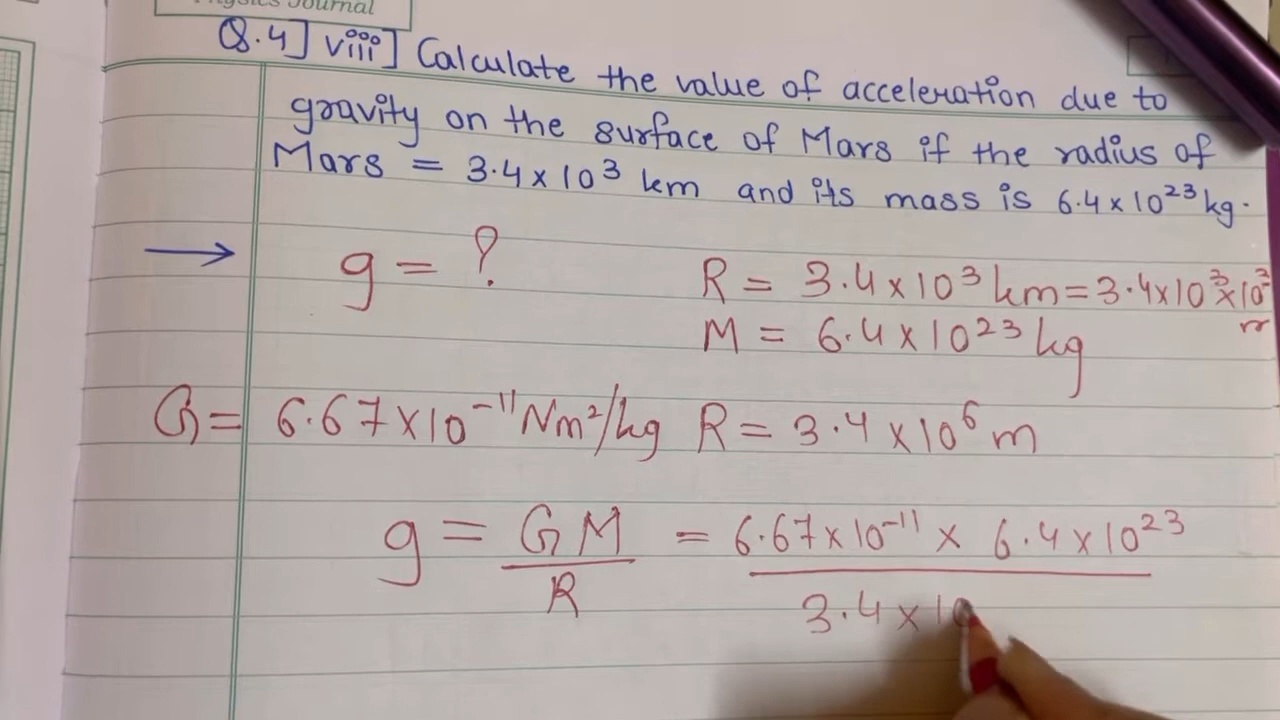 Physics Journal
Q.4] viii] Calculate the value of acceleration due to
gravity on the surface of Mars if the radius of
Mars = 3.4 x 10³ km and its mass is 6.4 x 10²³ kg.
→ g = ? R = 3.4 x 10³ km = 3.4 x 10³ x 10³
m
M = 6.4 x 10²³ kg
G = 6.67 x 10⁻¹¹ Nm²/kg R = 3.4 x 10⁶ m
g = GM = 6.67 x 10⁻¹¹ x 6.4 x 10²³
R 3.4 x 10